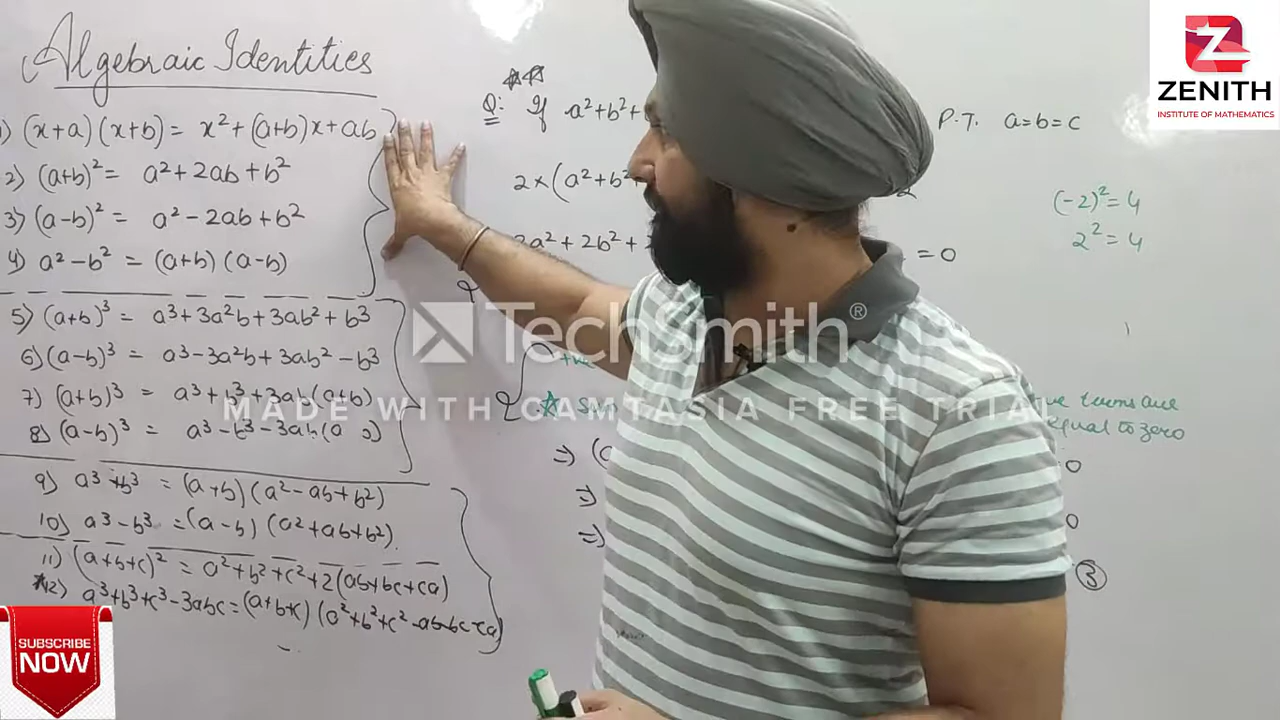 Algebraic Identities
1) (x+a)(x+b) = x²+(a+b)x+ab
2) (a+b)² = a²+2ab+b²
3) (a-b)² = a²-2ab+b²
4) a²-b² = (a+b)(a-b)
5) (a+b)³ = a³+3a²b+3ab²+b³
6) (a-b)³ = a³-3a²b+3ab²-b³
7) (a+b)³ = a³+b³+3ab(a+b)
8) (a-b)³ = a³-b³-3ab(a b)
9) a³+b³ = (a+b)(a²-ab+b²)
10) a³-b³ = (a-b)(a²+ab+b²).
11) (a+b+c)² = a²+b²+c²+2(ab+bc+ca)
12) a³+b³+c³-3abc = (a+b+c)(a²+b²+c²-ab-bc-ca)
Q: If a²+b²+ P.T. a=b=c
2×(a²+b²
2a²+2b²+ =0
(-2)²=4
2²=4
terms are
equal to zero
⇒ (
0
⇒
0
⇒
③
Z
ZENITH
INSTITUTE OF MATHEMATICS
TechSmith®
MADE WITH CAMTASIA FREE TRIAL
SUBSCRIBE
NOW